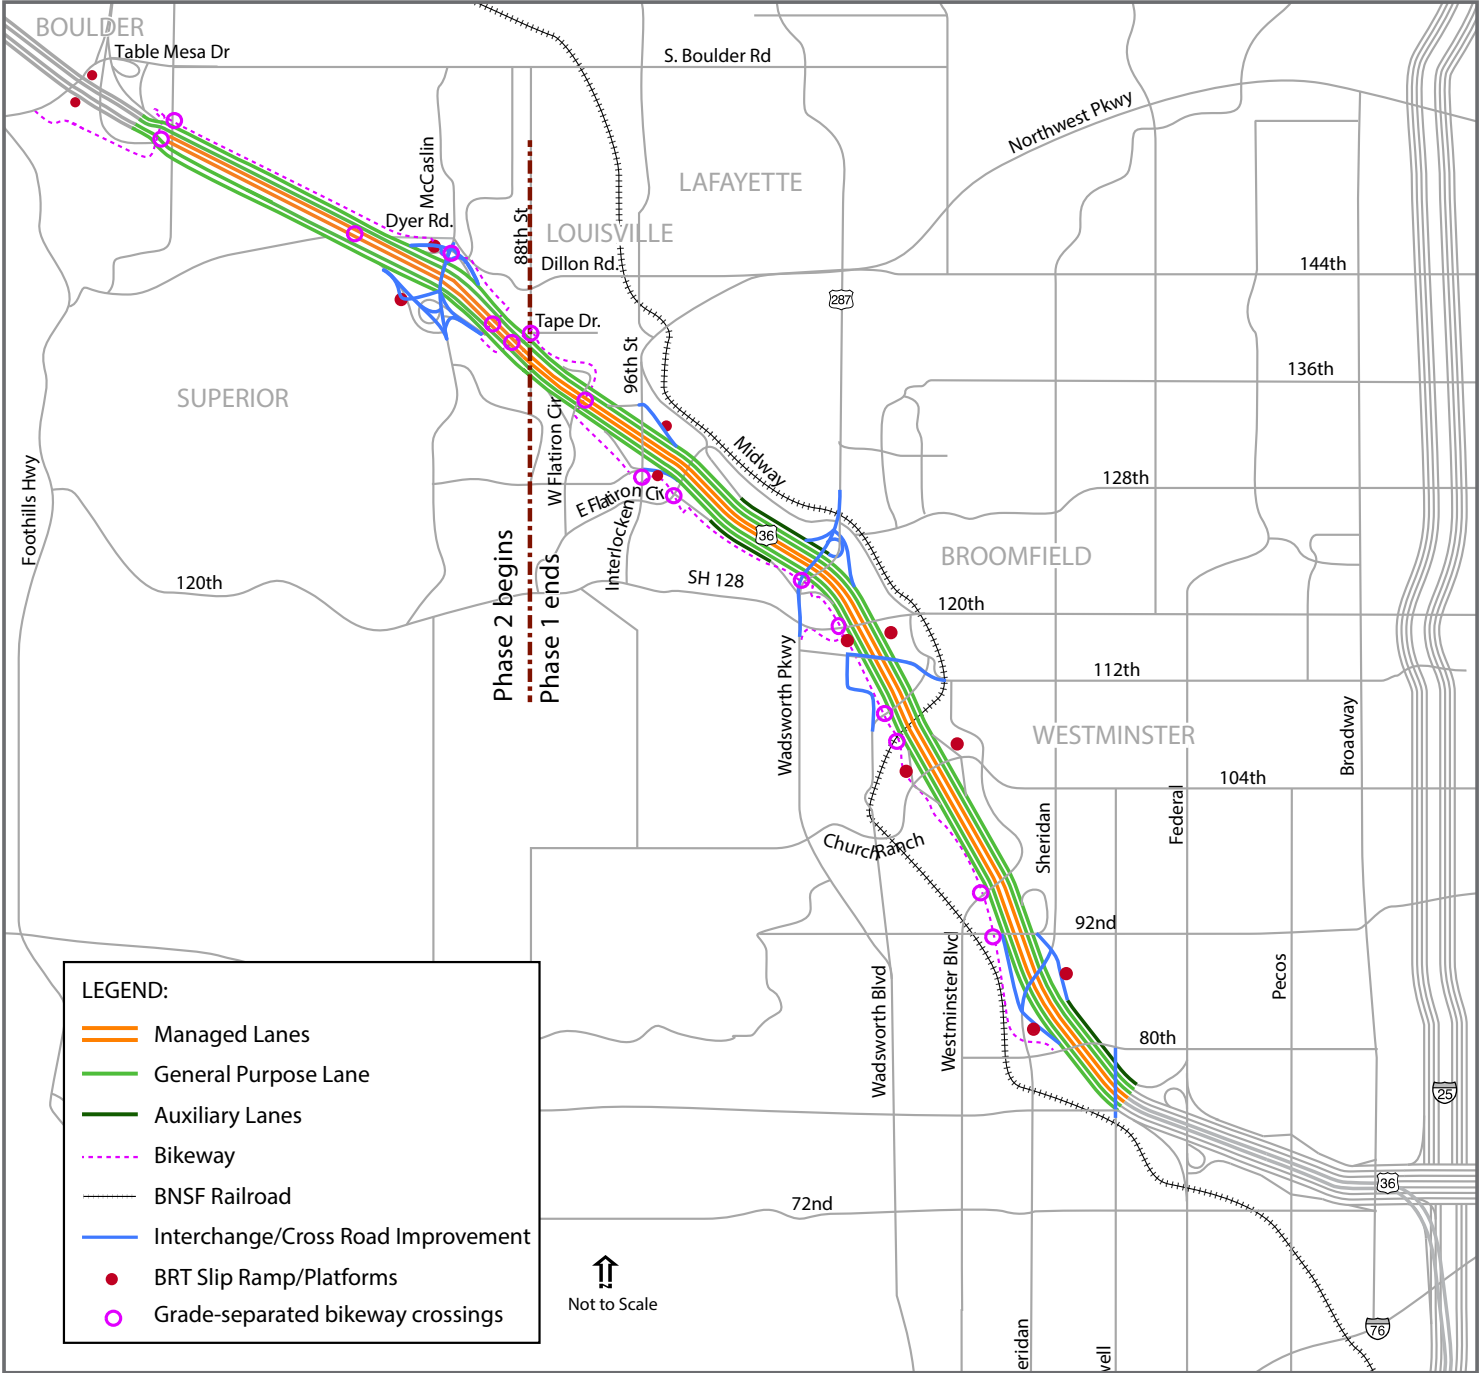 BOULDER
Table Mesa Dr
S. Boulder Rd
Northwest Pkwy
McCaslin
LAFAYETTE
Dyer Rd.
88th St
LOUISVILLE
Dillon Rd.
144th
287
Tape Dr.
96th St
136th
SUPERIOR
W Flatiron Cir
Midway
128th
Foothills Hwy
E Flatiron Cir
Interlocken
36
BROOMFIELD
Phase 2 begins
Phase 1 ends
120th
SH 128
120th
Wadsworth Pkwy
112th
WESTMINSTER
Broadway
104th
Federal
Sheridan
Church Ranch
92nd
Westminster Blvd
Wadsworth Blvd
Pecos
80th
25
36
72nd
76
eridan
vell
Not to Scale
LEGEND:
Managed Lanes
General Purpose Lane
Auxiliary Lanes
Bikeway
BNSF Railroad
Interchange/Cross Road Improvement
BRT Slip Ramp/Platforms
Grade-separated bikeway crossings